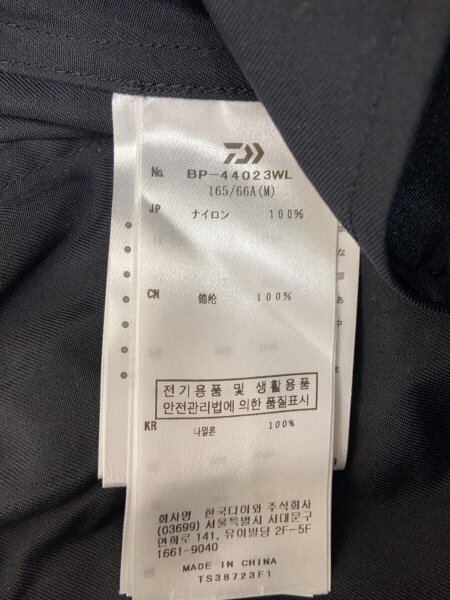 No. BP-44023WL
165/66A(M)
JP ナイロン 100%
CN 锦纶 100%
전기용품 및 생활용품
안전관리법에 의한 품질표시
KR 나일론 100%
회사명 한국다이와 주식회사
(03699) 서울특별시 서대문구
연희로 141, 유이빌딩 2F-5F
1661-9040
MADE IN CHINA
TS38723F1